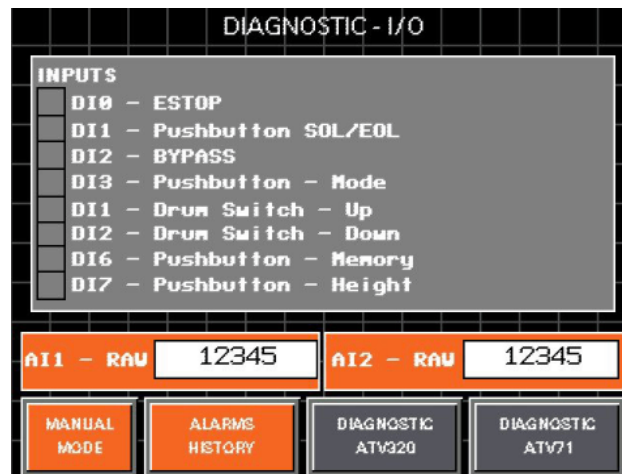 DIAGNOSTIC - I/O
INPUTS
DI0 - ESTOP
DI1 - Pushbutton SOL/EOL
DI2 - BYPASS
DI3 - Pushbutton - Mode
DI1 - Drum Switch - Up
DI2 - Drum Switch - Down
DI6 - Pushbutton - Memory
DI7 - Pushbutton - Height
AI1 - RAW 12345 AI2 - RAW 12345
MANUAL ALARMS DIAGNOSTIC DIAGNOSTIC
MODE HISTORY ATV320 ATV71